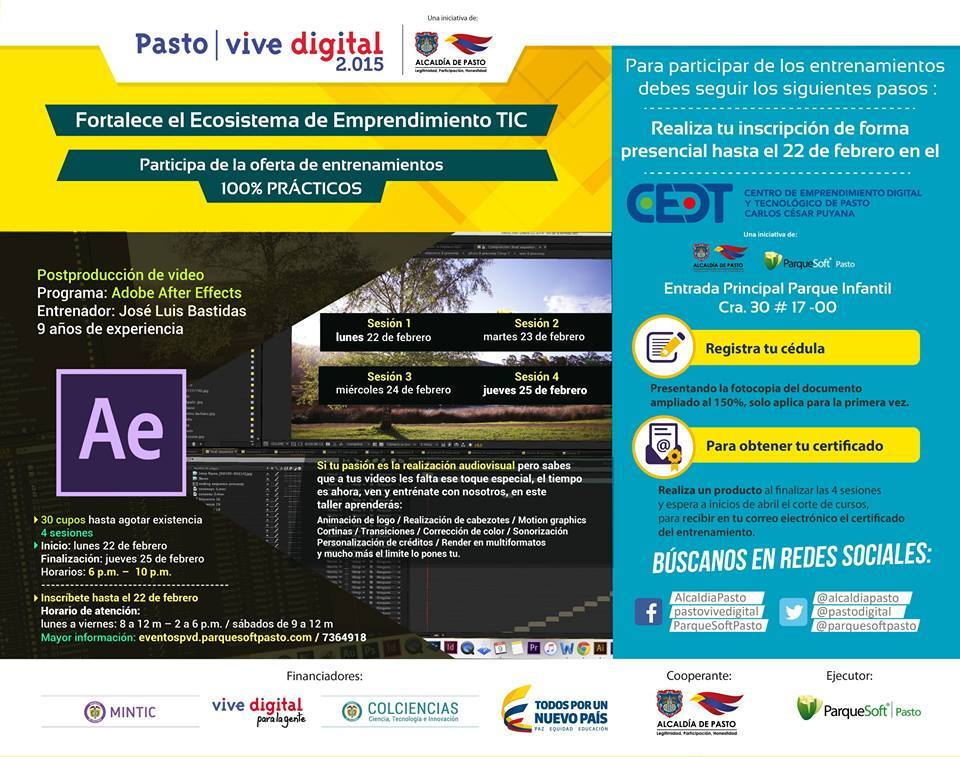 Una iniciativa de:
Pasto | vive digital
2.015
ALCALDÍA DE PASTO
Legitimidad, Participación, Honestidad
Fortalece el Ecosistema de Emprendimiento TIC
Participa de la oferta de entrenamientos
100% PRÁCTICOS
Postproducción de video
Programa: Adobe After Effects
Entrenador: José Luis Bastidas
9 años de experiencia
Ae
Sesión 1
lunes 22 de febrero
Sesión 2
martes 23 de febrero
Sesión 3
miércoles 24 de febrero
Sesión 4
jueves 25 de febrero
Si tu pasión es la realización audiovisual pero sabes
que a tus videos les falta ese toque especial, el tiempo
es ahora, ven y entrénate con nosotros, en este
taller aprenderás:
Animación de logo / Realización de cabezotes / Motion graphics
Cortinas / Transiciones / Corrección de color / Sonorización
Personalización de créditos / Render en multiformatos
y mucho más el limite lo pones tu.
30 cupos hasta agotar existencia
4 sesiones
Inicio: lunes 22 de febrero
Finalización: jueves 25 de febrero
Horarios: 6 p.m. – 10 p.m.
Inscríbete hasta el 22 de febrero
Horario de atención:
lunes a viernes: 8 a 12 m – 2 a 6 p.m. / sábados de 9 a 12 m
Mayor información: eventospvd.parquesoftpasto.com / 7364918
Para participar de los entrenamientos
debes seguir los siguientes pasos :
Realiza tu inscripción de forma
presencial hasta el 22 de febrero en el
CEDT
CENTRO DE EMPRENDIMIENTO DIGITAL
Y TECNOLÓGICO DE PASTO
CARLOS CÉSAR PUYANA
Una iniciativa de:
ALCALDÍA DE PASTO
ParqueSoft Pasto
Entrada Principal Parque Infantil
Cra. 30 # 17 -00
Registra tu cédula
Presentando la fotocopia del documento
ampliado al 150%, solo aplica para la primera vez.
Para obtener tu certificado
Realiza un producto al finalizar las 4 sesiones
y espera a inicios de abril el corte de cursos,
para recibir en tu correo electrónico el certificado
del entrenamiento.
BÚSCANOS EN REDES SOCIALES:
AlcaldiaPasto
pastovivedigital
ParqueSoftPasto
@alcaldiapasto
@pastodigital
@parquesoftpasto
Financiadores:
MINTIC
vive digital
para la gente
COLCIENCIAS
Ciencia, Tecnología e Innovación
TODOS POR UN
NUEVO PAÍS
PAZ EQUIDAD EDUCACIÓN
Cooperante:
ALCALDÍA DE PASTO
Legitimidad, Participación, Honestidad
Ejecutor:
ParqueSoft | Pasto